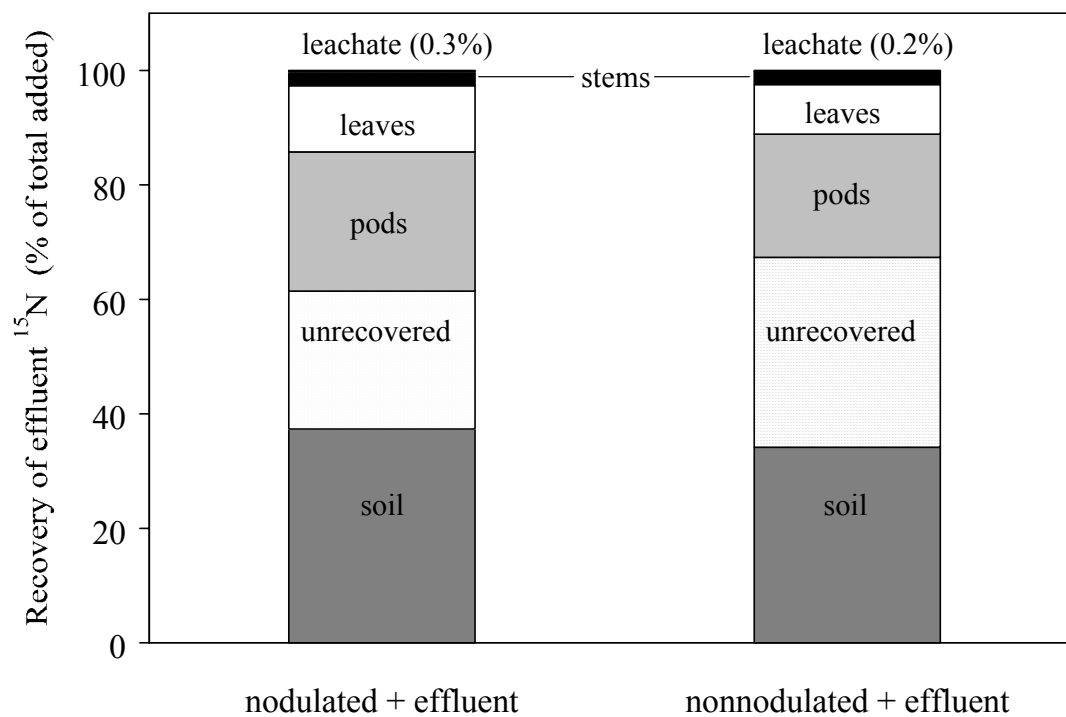 Recovery of effluent ¹⁵N (% of total added)
100
80
60
40
20
0
leachate (0.3%)
leachate (0.2%)
stems
leaves
pods
unrecovered
soil
leaves
pods
unrecovered
soil
nodulated + effluent
nonnodulated + effluent